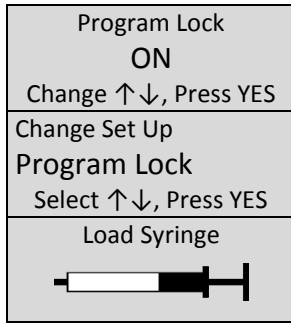 Program Lock
ON
Change ↑↓, Press YES
Change Set Up
Program Lock
Select ↑↓, Press YES
Load Syringe